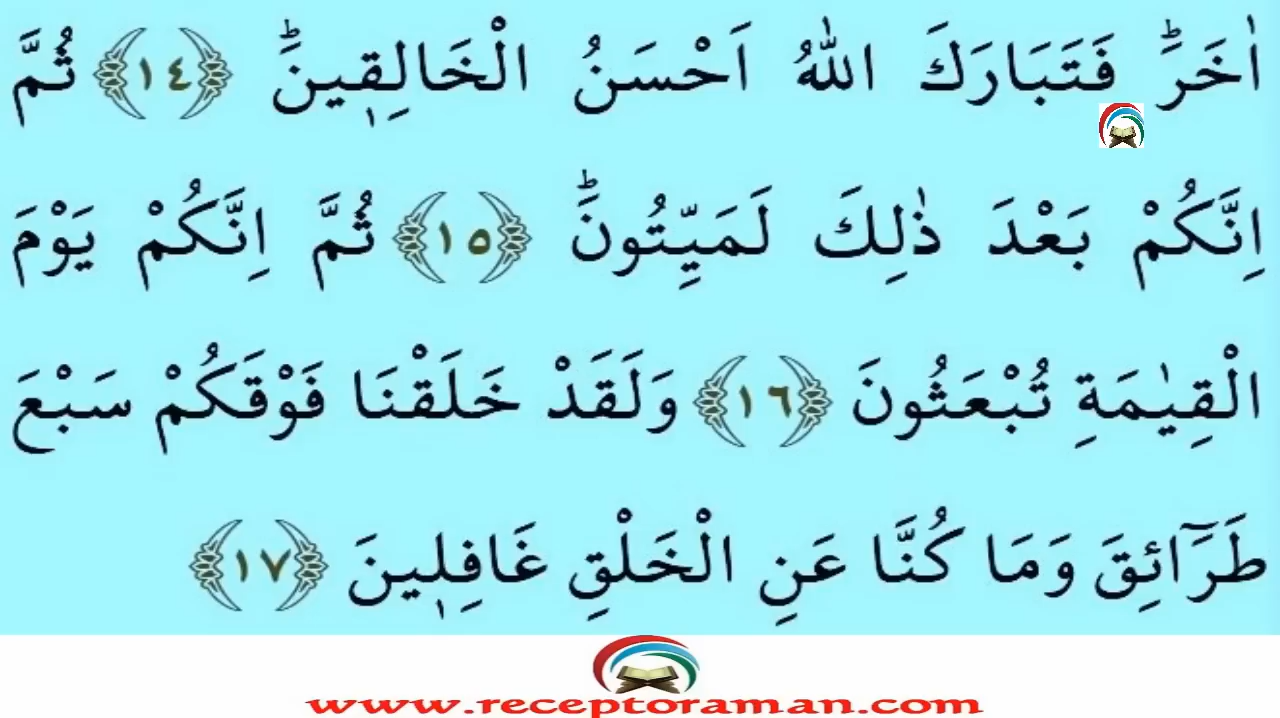 اٰخَرَۜ فَتَبَارَكَ اللّٰهُ اَحْسَنُ الْخَالِقٖينَۜ ﴿١٤﴾ ثُمَّ
اِنَّكُمْ بَعْدَ ذٰلِكَ لَمَيِّتُونَۜ ﴿١٥﴾ ثُمَّ اِنَّكُمْ يَوْمَ
الْقِيٰمَةِ تُبْعَثُونَ ﴿١٦﴾ وَلَقَدْ خَلَقْنَا فَوْقَكُمْ سَبْعَ
طَرَٓائِقَ وَمَا كُنَّا عَنِ الْخَلْقِ غَافِلٖينَ ﴿١٧﴾
www.receptoraman.com